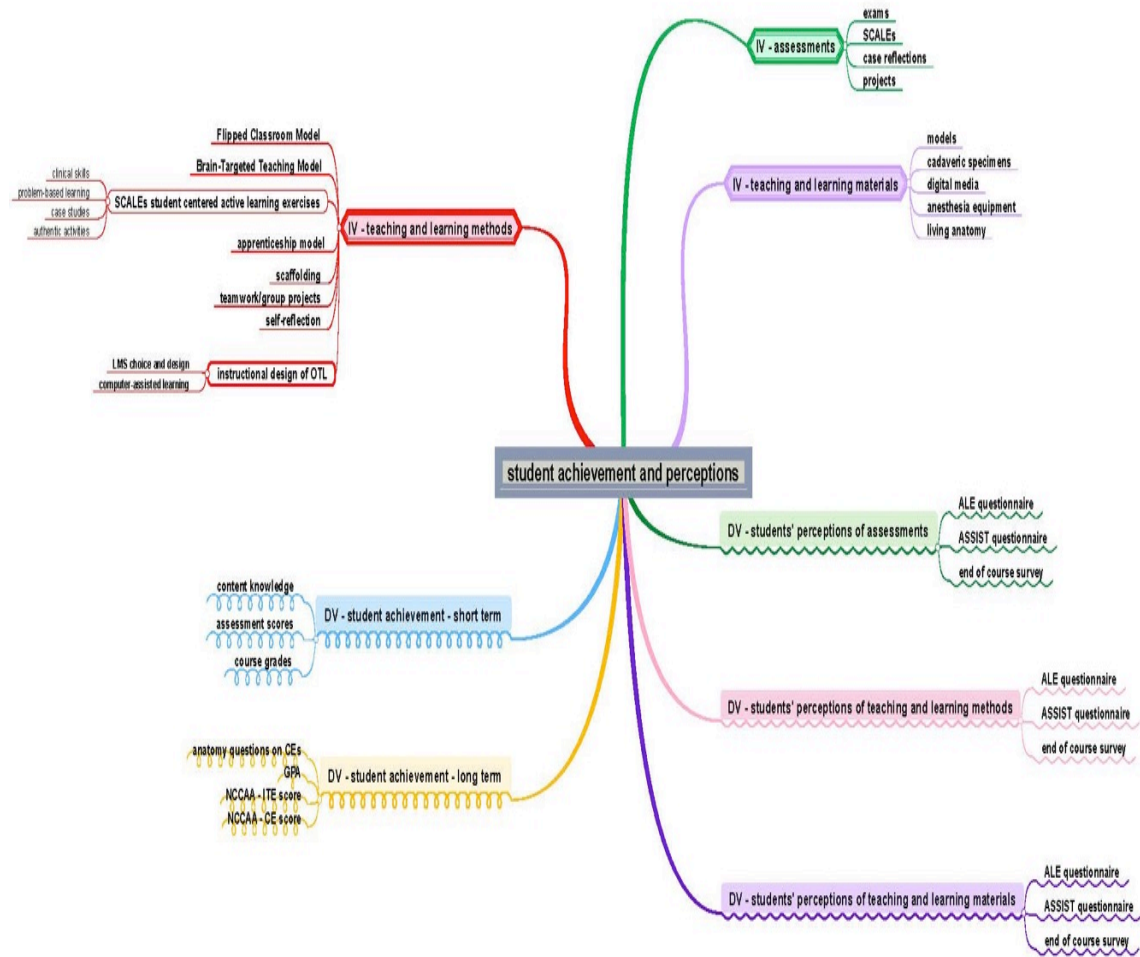 exams
IV - assessments
SCALEs
case reflections
projects
models
cadaveric specimens
IV - teaching and learning materials
digital media
anesthesia equipment
living anatomy
Flipped Classroom Model
Brain-Targeted Teaching Model
clinical skills
problem-based learning
SCALEs student centered active learning exercises
case studies
authentic activities
IV - teaching and learning methods
apprenticeship model
scaffolding
teamwork/group projects
self-reflection
LMS choice and design
instructional design of OTL
computer-assisted learning
student achievement and perceptions
DV - students' perceptions of assessments
ALE questionnaire
ASSIST questionnaire
end of course survey
content knowledge
DV - student achievement - short term
assessment scores
course grades
DV - students' perceptions of teaching and learning methods
ALE questionnaire
ASSIST questionnaire
end of course survey
anatomy questions on CEs
DV - student achievement - long term
GPA
NCCAA - ITE score
NCCAA - CE score
DV - students' perceptions of teaching and learning materials
ALE questionnaire
ASSIST questionnaire
end of course survey